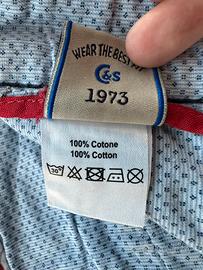 WEAR THE BEST
C&S
1973
100% Cotone
100% Cotton
30°